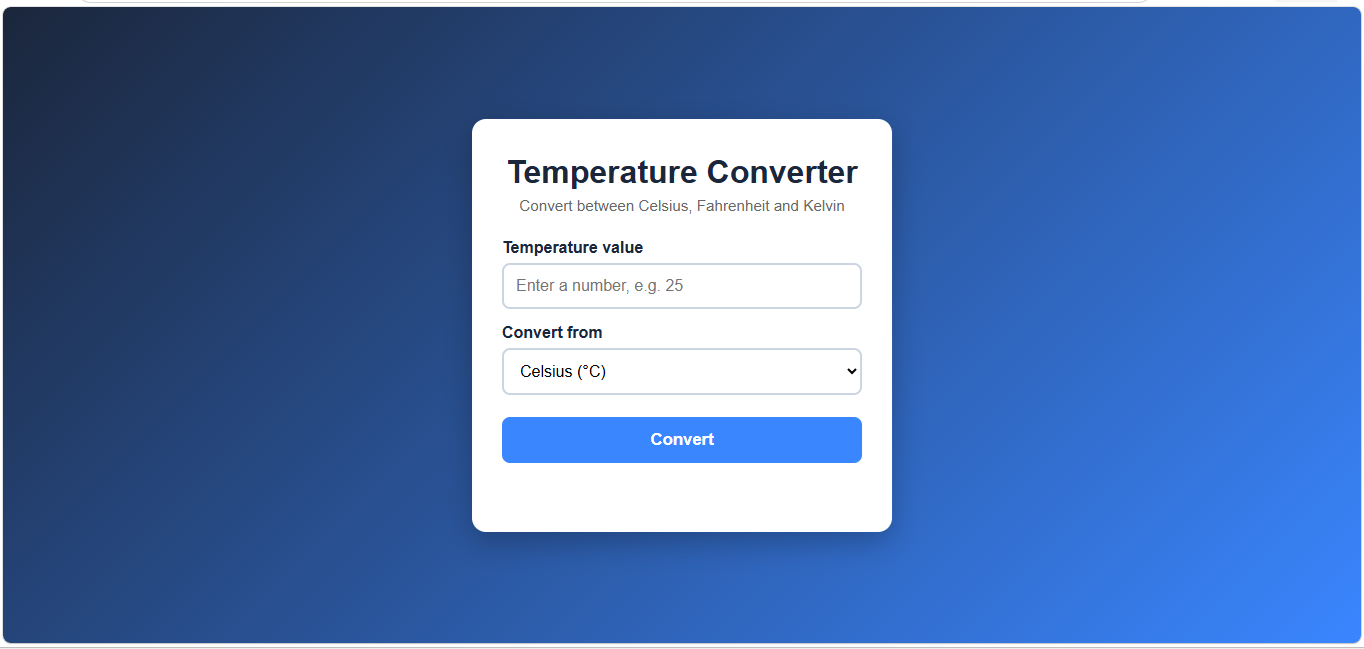 Temperature Converter
Convert between Celsius, Fahrenheit and Kelvin
Temperature value
Enter a number, e.g. 25
Convert from
Celsius (°C)
Convert